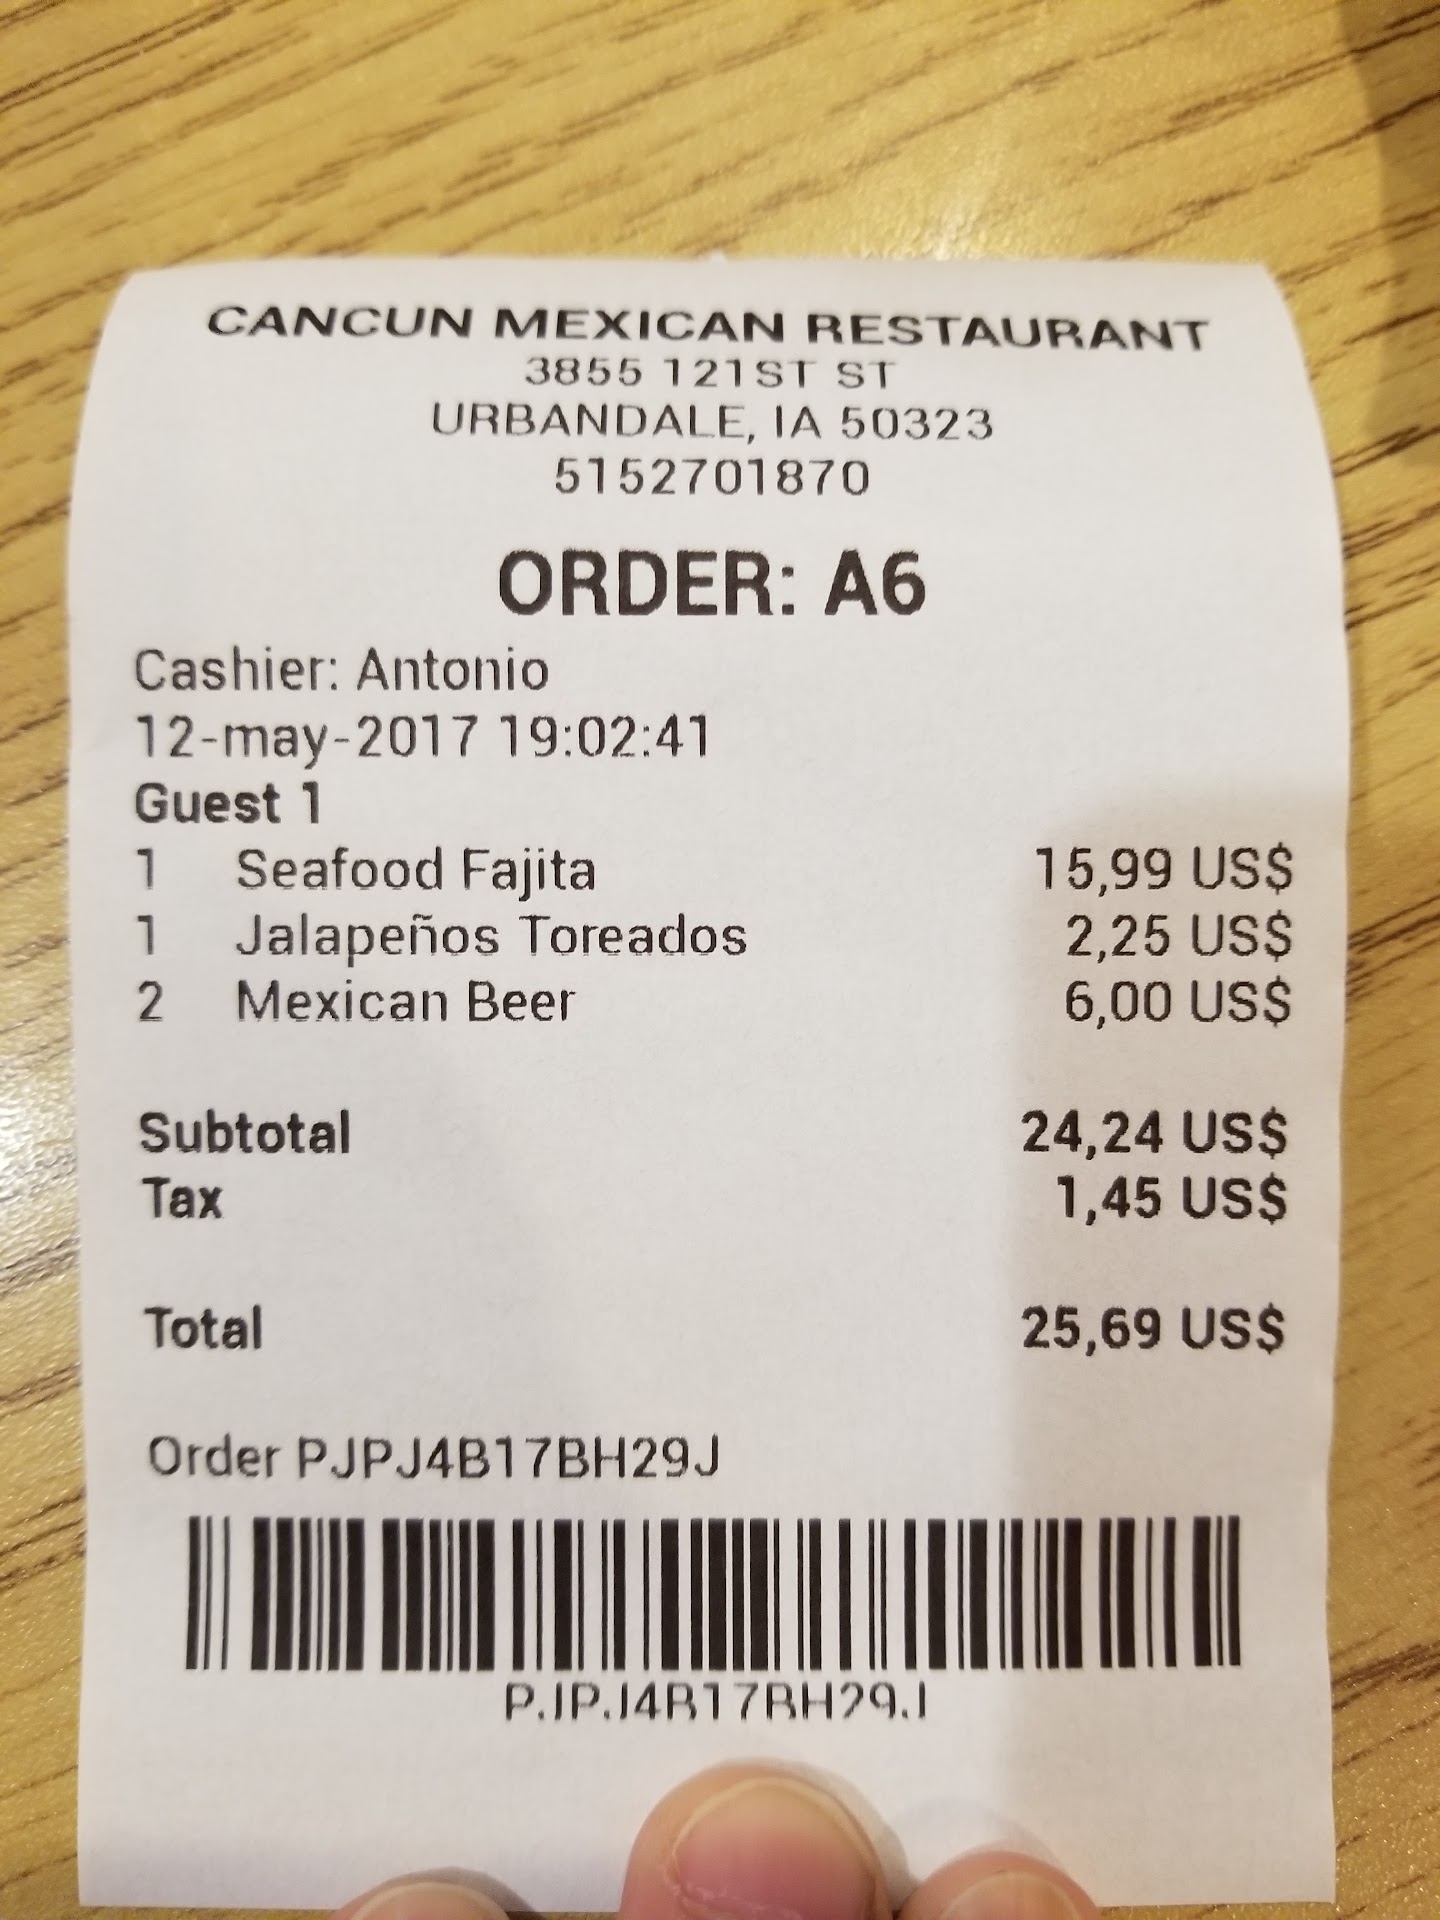 CANCUN MEXICAN RESTAURANT
3855 121ST ST
URBANDALE, IA 50323
5152701870
ORDER: A6
Cashier: Antonio
12-may-2017 19:02:41
Guest 1
1 Seafood Fajita 15,99 US$
1 Jalapeños Toreados 2,25 US$
2 Mexican Beer 6,00 US$
Subtotal 24,24 US$
Tax 1,45 US$
Total 25,69 US$
Order PJPJ4B17BH29J
PJPJ4B17BH29J